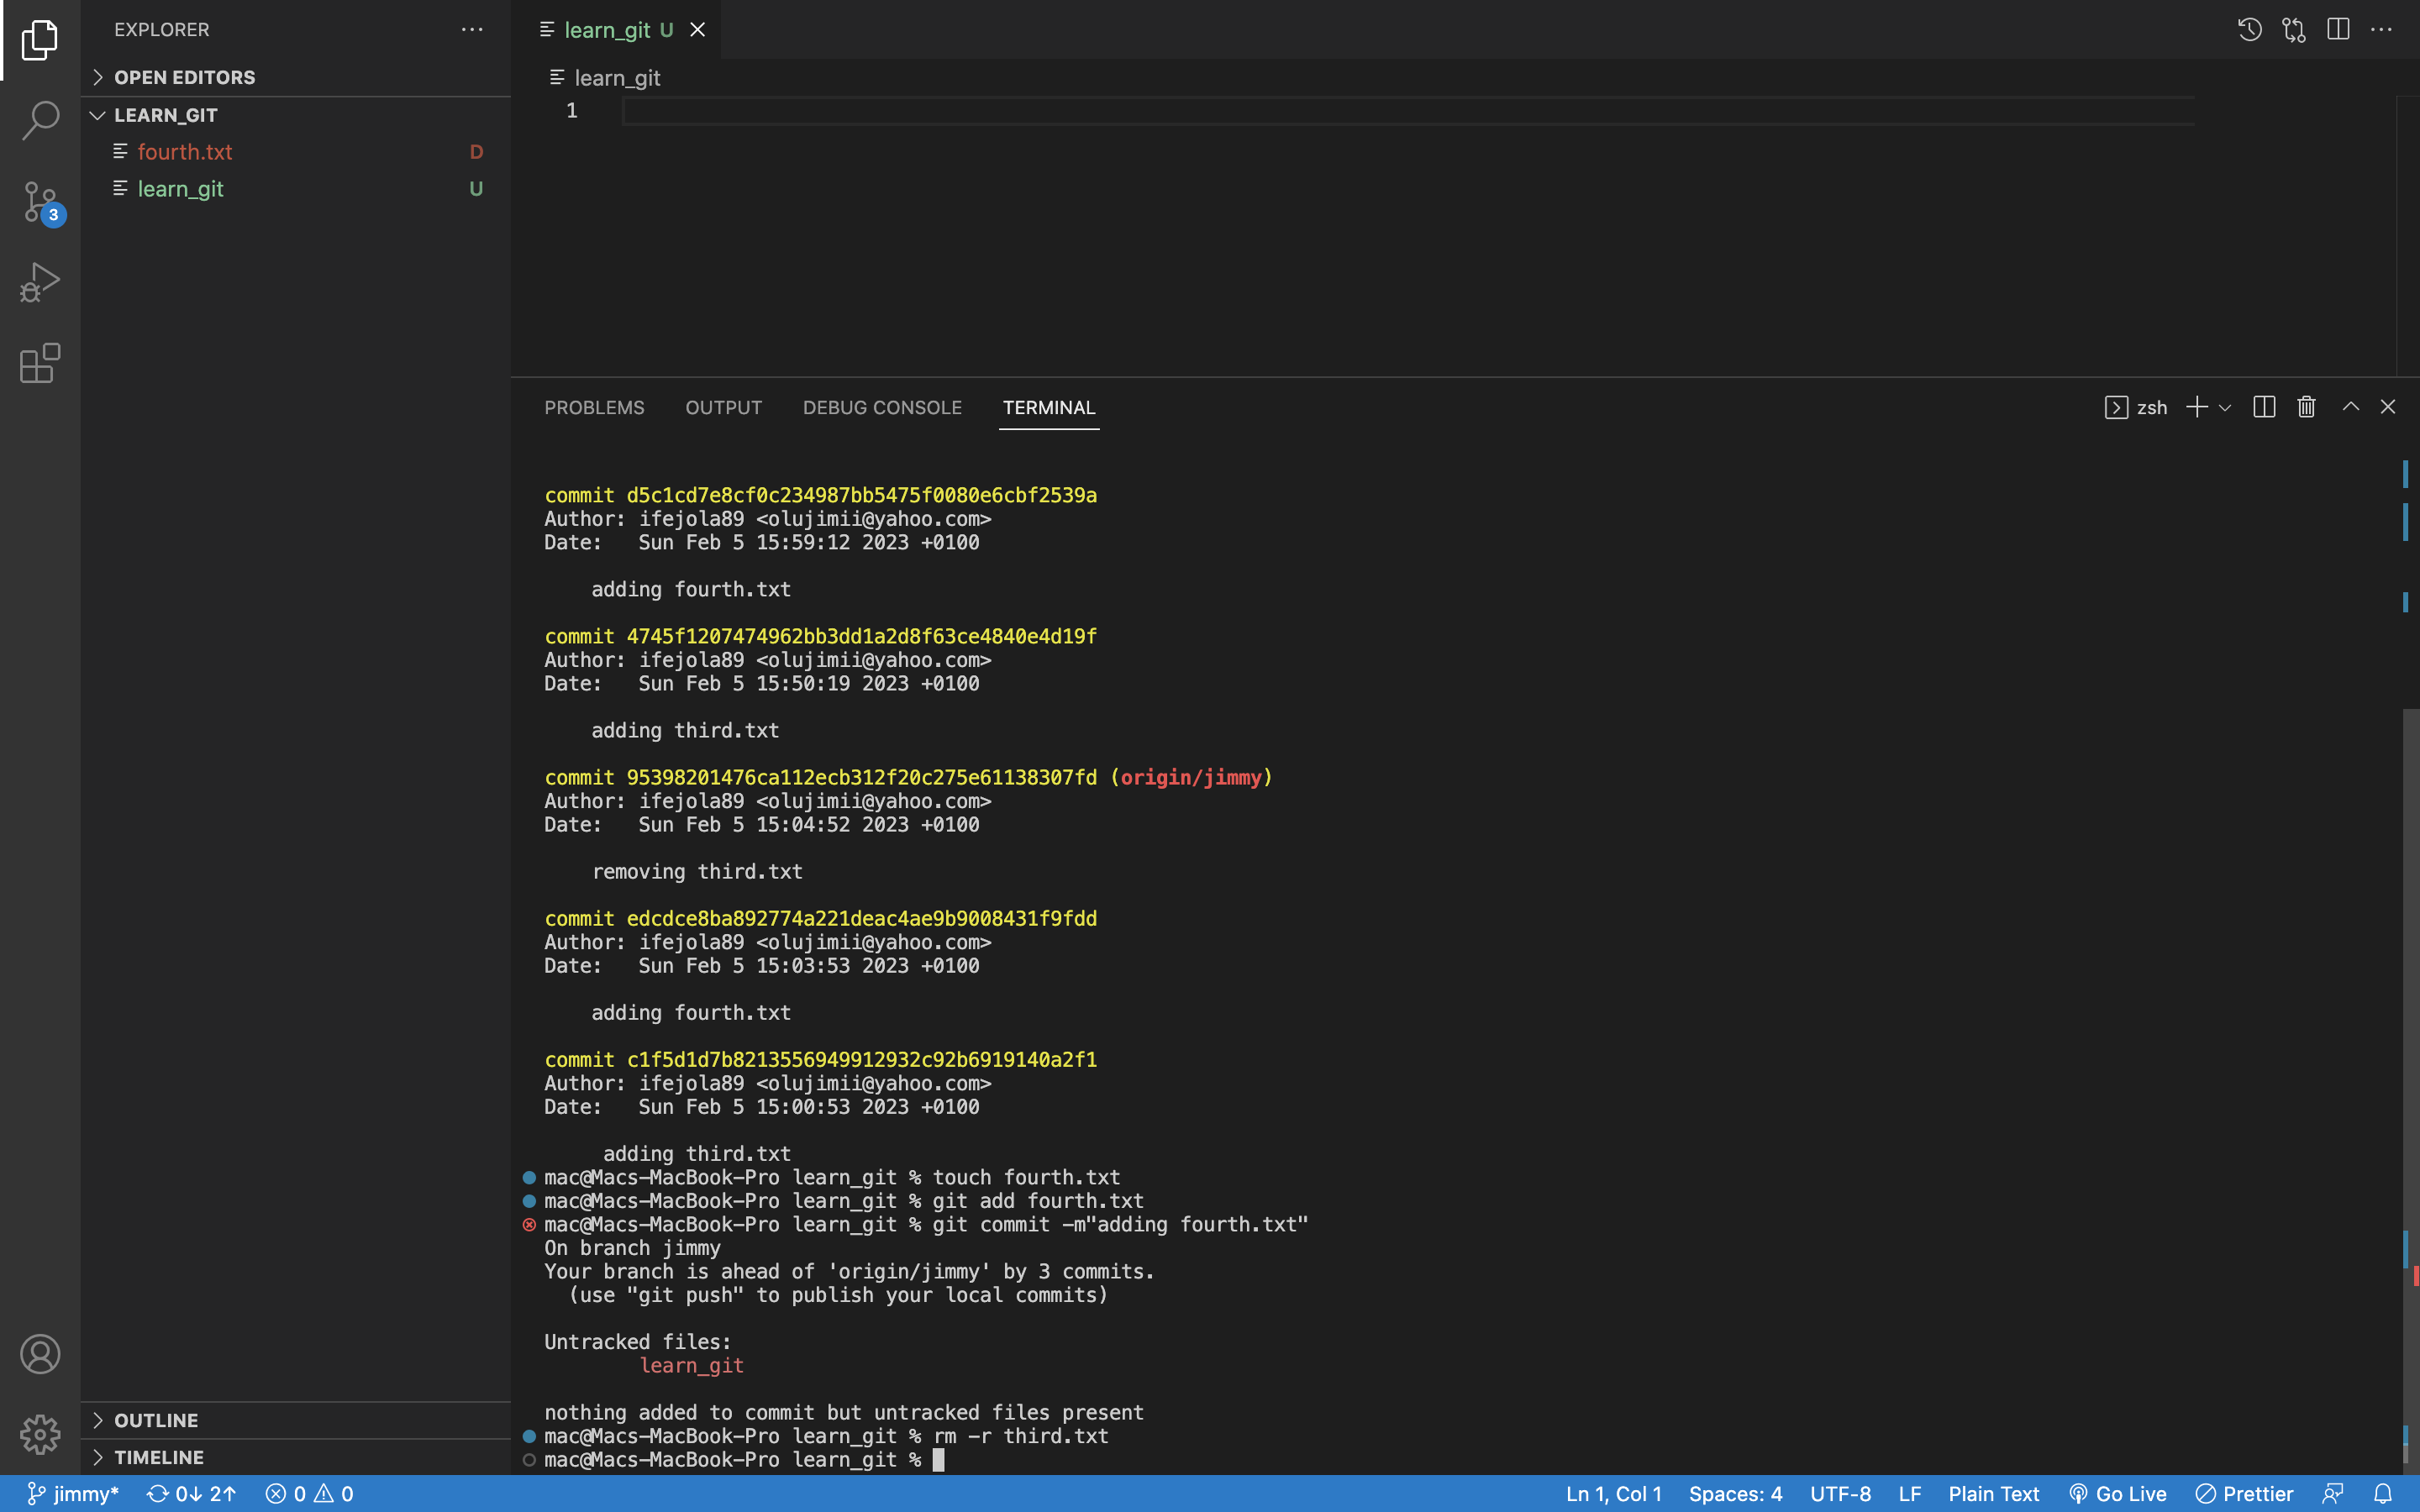 EXPLORER
OPEN EDITORS
LEARN_GIT
fourth.txt D
learn_git U
3
OUTLINE
TIMELINE
learn_git U
learn_git
1
PROBLEMS OUTPUT DEBUG CONSOLE TERMINAL
zsh
commit d5c1cd7e8cf0c234987bb5475f0080e6cbf2539a
Author: ifejola89 <olujimii@yahoo.com>
Date:   Sun Feb 5 15:59:12 2023 +0100
adding fourth.txt
commit 4745f1207474962bb3dd1a2d8f63ce4840e4d19f
Author: ifejola89 <olujimii@yahoo.com>
Date:   Sun Feb 5 15:50:19 2023 +0100
adding third.txt
commit 95398201476ca112ecb312f20c275e61138307fd (origin/jimmy)
Author: ifejola89 <olujimii@yahoo.com>
Date:   Sun Feb 5 15:04:52 2023 +0100
removing third.txt
commit edcdce8ba892774a221deac4ae9b9008431f9fdd
Author: ifejola89 <olujimii@yahoo.com>
Date:   Sun Feb 5 15:03:53 2023 +0100
adding fourth.txt
commit c1f5d1d7b8213556949912932c92b6919140a2f1
Author: ifejola89 <olujimii@yahoo.com>
Date:   Sun Feb 5 15:00:53 2023 +0100
adding third.txt
mac@Macs-MacBook-Pro learn_git % touch fourth.txt
mac@Macs-MacBook-Pro learn_git % git add fourth.txt
mac@Macs-MacBook-Pro learn_git % git commit -m"adding fourth.txt"
On branch jimmy
Your branch is ahead of 'origin/jimmy' by 3 commits.
(use "git push" to publish your local commits)
Untracked files:
learn_git
nothing added to commit but untracked files present
mac@Macs-MacBook-Pro learn_git % rm -r third.txt
mac@Macs-MacBook-Pro learn_git %
jimmy* 0↓ 2↑ 0 0 Ln 1, Col 1 Spaces: 4 UTF-8 LF Plain Text Go Live Prettier